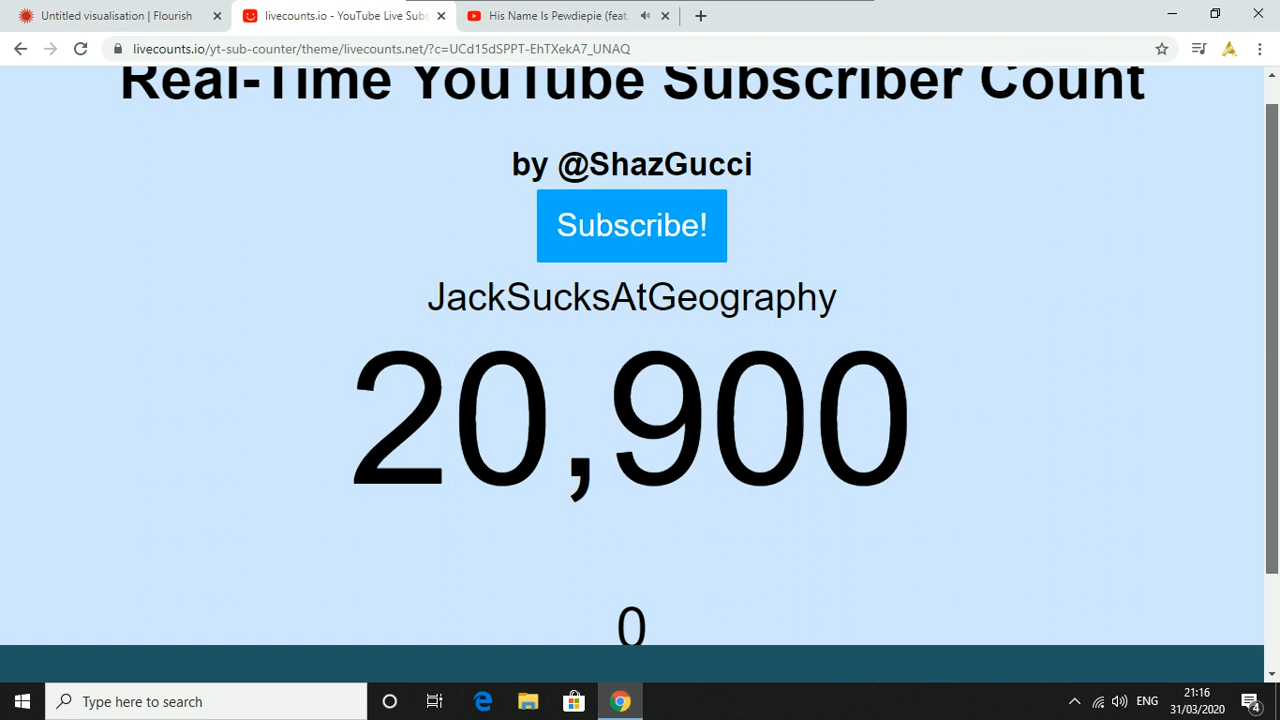 Untitled visualisation | Flourish
livecounts.io - YouTube Live Subs
His Name Is Pewdiepie (feat.
livecounts.io/yt-sub-counter/theme/livecounts.net/?c=UCd15dSPPT-EhTXekA7_UNAQ
Real-Time YouTube Subscriber Count
by @ShazGucci
Subscribe!
JackSucksAtGeography
20,900
0
Type here to search
ENG
21:16
31/03/2020
4